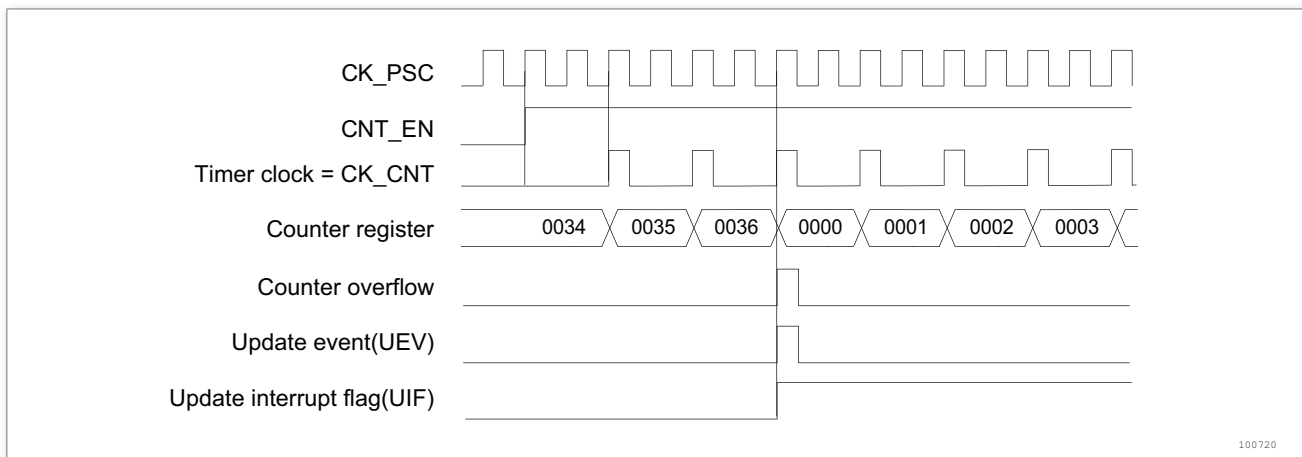 CK_PSC
CNT_EN
Timer clock = CK_CNT
Counter register 0034 0035 0036 0000 0001 0002 0003
Counter overflow
Update event(UEV)
Update interrupt flag(UIF)
100720